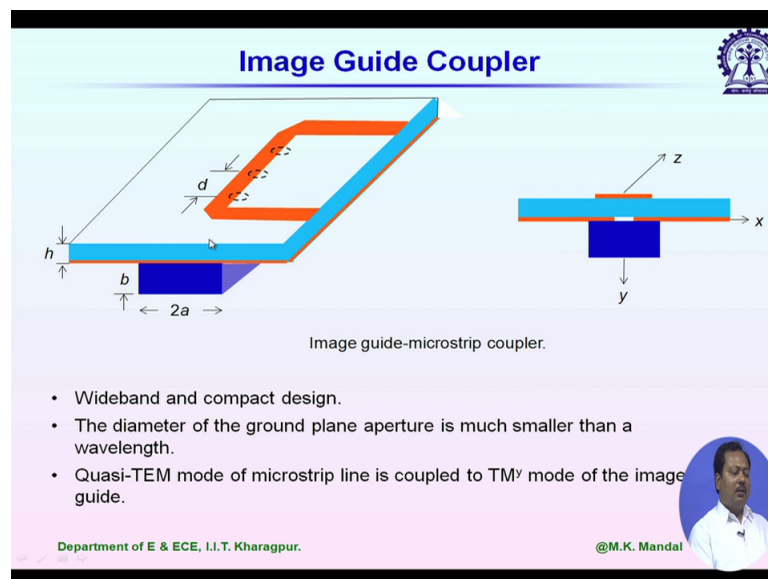 Image Guide Coupler
z
d
x
h
b
2a
y
Image guide-microstrip coupler.
• Wideband and compact design.
• The diameter of the ground plane aperture is much smaller than a
wavelength.
• Quasi-TEM mode of microstrip line is coupled to TMʸ mode of the image
guide.
Department of E & ECE, I.I.T. Kharagpur.
@M.K. Mandal